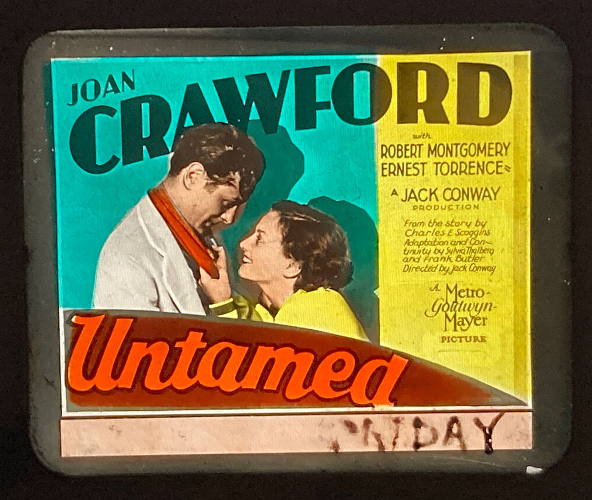 JOAN
CRAWFORD
with
ROBERT MONTGOMERY
ERNEST TORRENCE
A JACK CONWAY
PRODUCTION
From the story by
Charles E. Scoggins
Adaptation and Con-
tinuity by Sylvia Thalberg
and Frank Butler
Directed by Jack Conway
A Metro-
Goldwyn-
Mayer
PICTURE
Untamed
FRIDAY